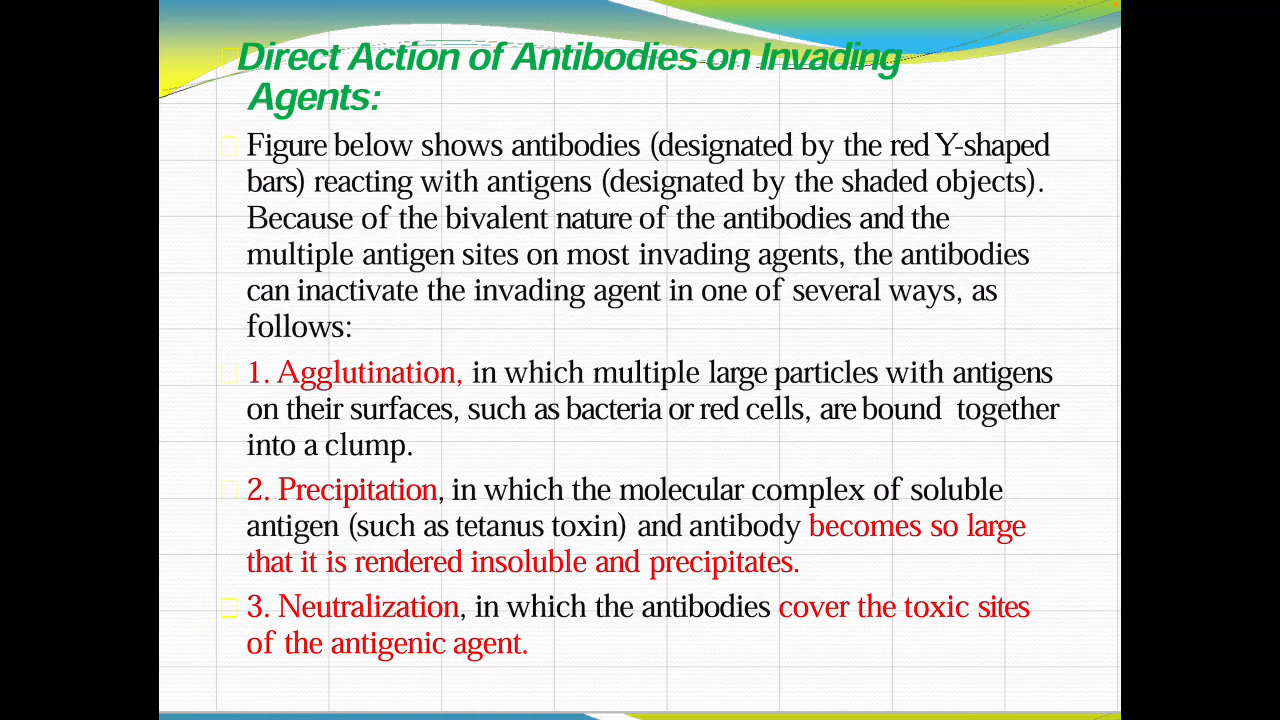 Direct Action of Antibodies on Invading
Agents:
Figure below shows antibodies (designated by the red Y-shaped
bars) reacting with antigens (designated by the shaded objects).
Because of the bivalent nature of the antibodies and the
multiple antigen sites on most invading agents, the antibodies
can inactivate the invading agent in one of several ways, as
follows:
1. Agglutination, in which multiple large particles with antigens
on their surfaces, such as bacteria or red cells, are bound together
into a clump.
2. Precipitation, in which the molecular complex of soluble
antigen (such as tetanus toxin) and antibody becomes so large
that it is rendered insoluble and precipitates.
3. Neutralization, in which the antibodies cover the toxic sites
of the antigenic agent.